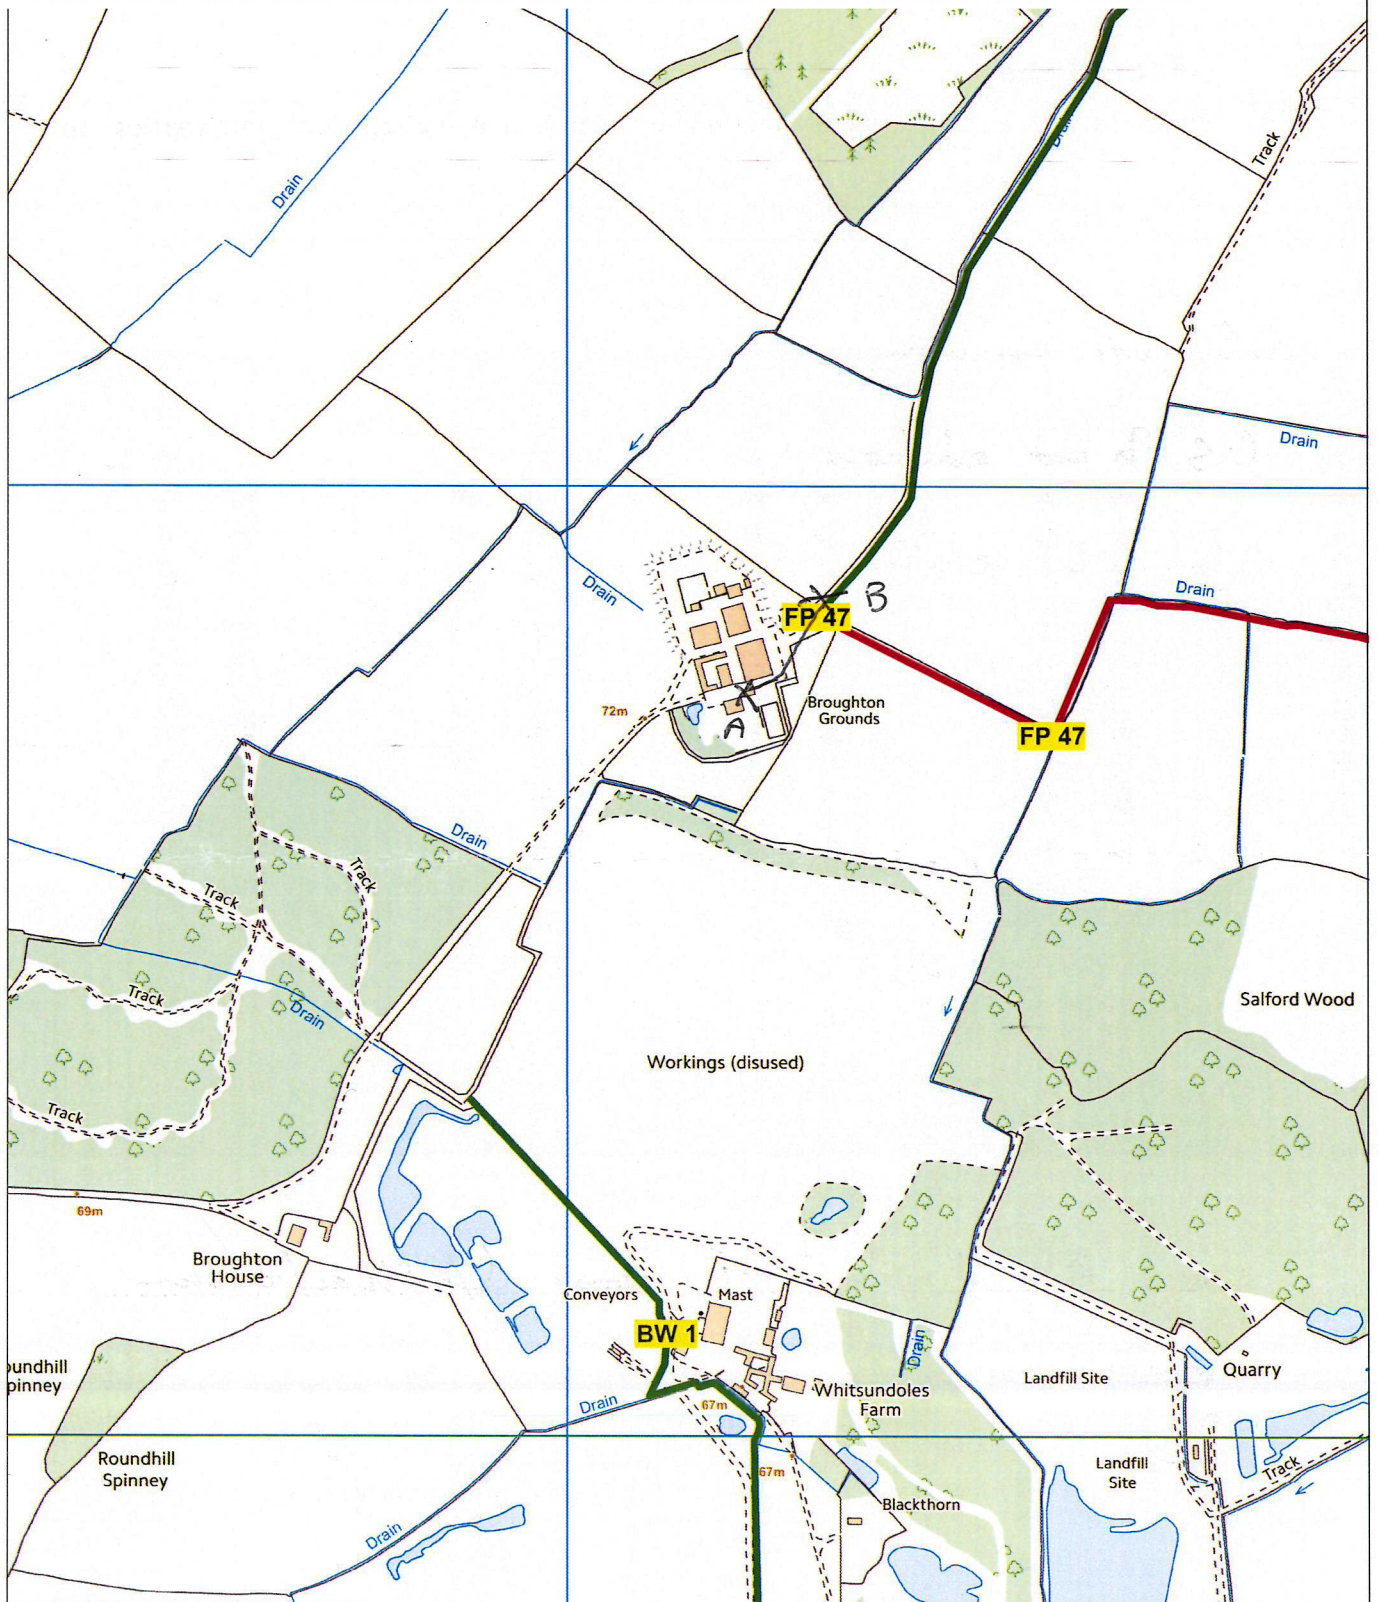 Drain
Track
Drain
Drain
Drain
Drain
B
FP 47
72m
Broughton
Grounds
A
FP 47
Drain
Track
Track
Track
Drain
Salford Wood
Workings (disused)
Track
69m
Broughton
House
Conveyors
Mast
BW 1
Drain
oundhill
pinney
Landfill Site
Quarry
Whitsundoles
Farm
Drain
67m
Roundhill
Spinney
67m
Landfill
Site
Track
Blackthorn
Drain